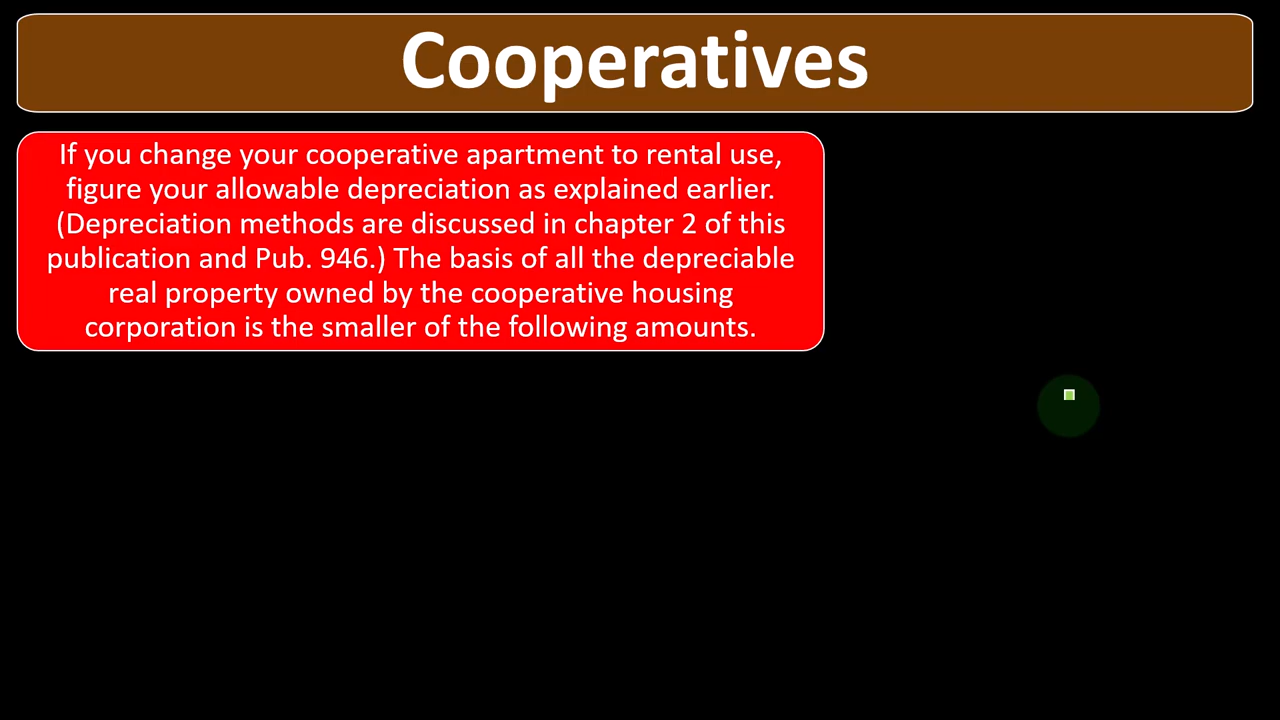 Cooperatives
If you change your cooperative apartment to rental use,
figure your allowable depreciation as explained earlier.
(Depreciation methods are discussed in chapter 2 of this
publication and Pub. 946.) The basis of all the depreciable
real property owned by the cooperative housing
corporation is the smaller of the following amounts.